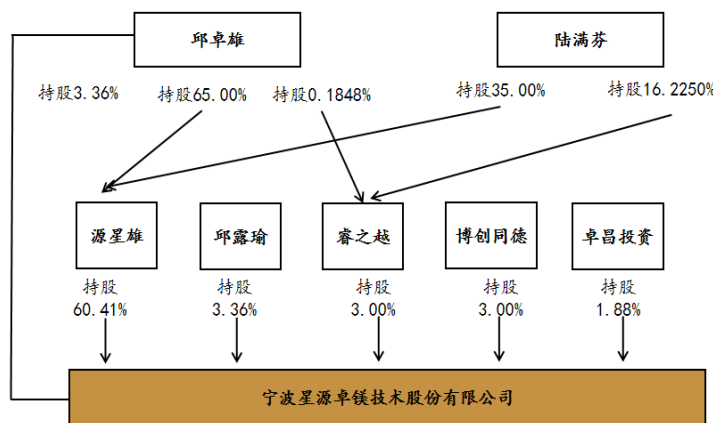 邱卓雄
陆满芬
持股3.36%
持股65.00%
持股0.1848%
持股35.00%
持股16.2250%
源星雄
邱露瑜
睿之越
博创同德
卓昌投资
持股
60.41%
持股
3.36%
持股
3.00%
持股
3.00%
持股
1.88%
宁波星源卓镁技术股份有限公司